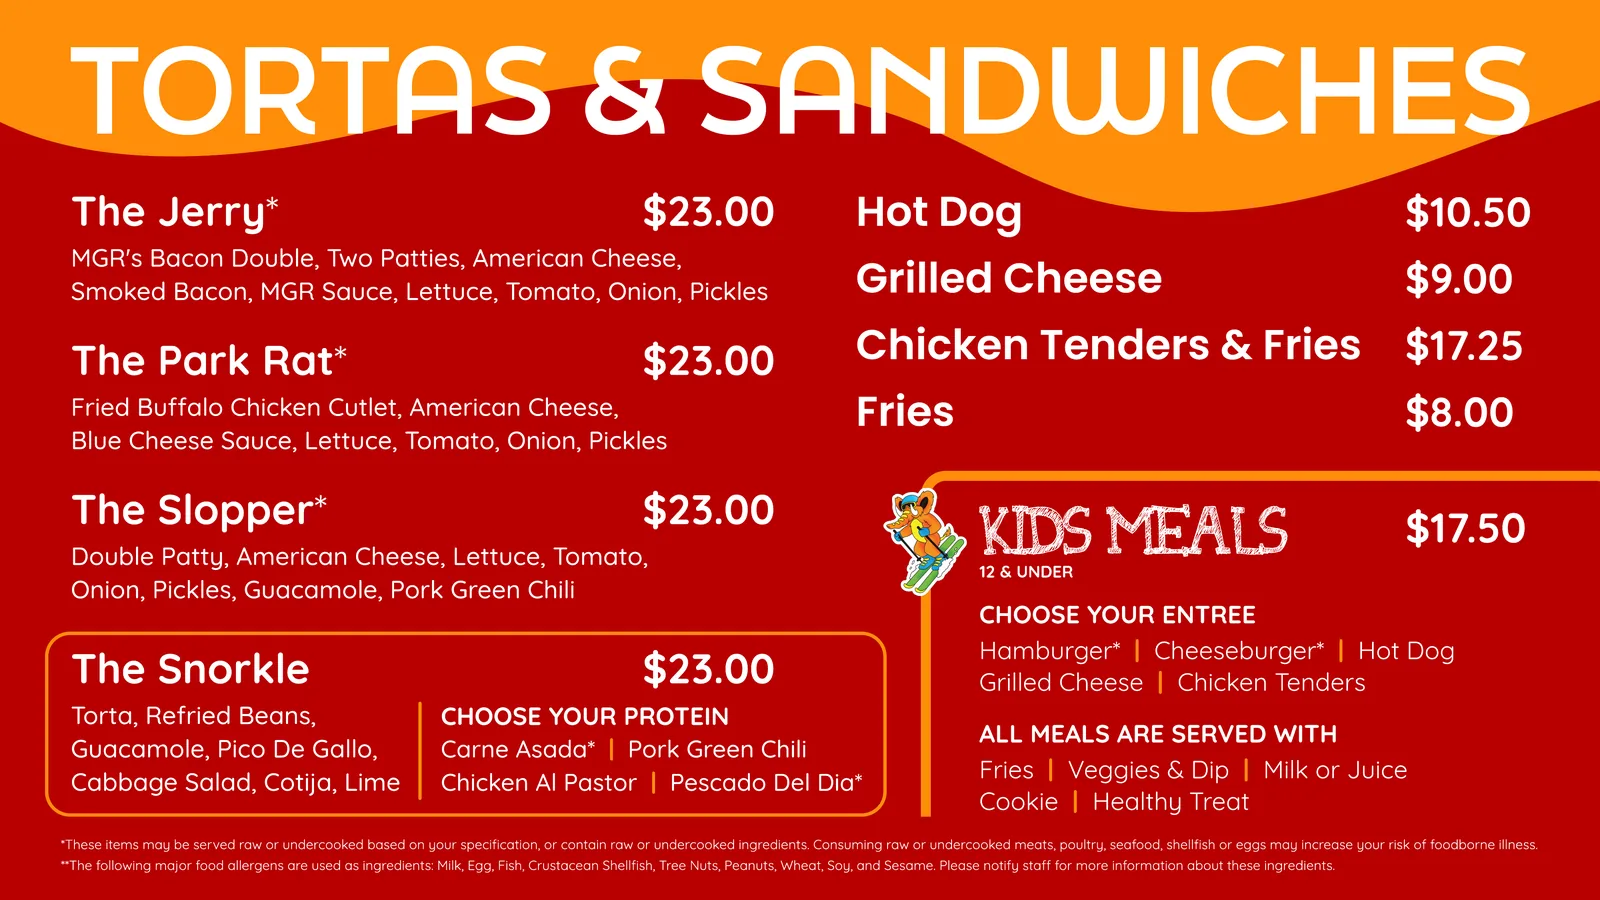 TORTAS & SANDWICHES
The Jerry* $23.00
MGR's Bacon Double, Two Patties, American Cheese,
Smoked Bacon, MGR Sauce, Lettuce, Tomato, Onion, Pickles
The Park Rat* $23.00
Fried Buffalo Chicken Cutlet, American Cheese,
Blue Cheese Sauce, Lettuce, Tomato, Onion, Pickles
The Slopper* $23.00
Double Patty, American Cheese, Lettuce, Tomato,
Onion, Pickles, Guacamole, Pork Green Chili
The Snorkle $23.00
Torta, Refried Beans,
Guacamole, Pico De Gallo,
Cabbage Salad, Cotija, Lime
CHOOSE YOUR PROTEIN
Carne Asada* | Pork Green Chili
Chicken Al Pastor | Pescado Del Dia*
Hot Dog $10.50
Grilled Cheese $9.00
Chicken Tenders & Fries $17.25
Fries $8.00
KIDS MEALS $17.50
12 & UNDER
CHOOSE YOUR ENTREE
Hamburger* | Cheeseburger* | Hot Dog
Grilled Cheese | Chicken Tenders
ALL MEALS ARE SERVED WITH
Fries | Veggies & Dip | Milk or Juice
Cookie | Healthy Treat
*These items may be served raw or undercooked based on your specification, or contain raw or undercooked ingredients. Consuming raw or undercooked meats, poultry, seafood, shellfish or eggs may increase your risk of foodborne illness.
**The following major food allergens are used as ingredients: Milk, Egg, Fish, Crustacean Shellfish, Tree Nuts, Peanuts, Wheat, Soy, and Sesame. Please notify staff for more information about these ingredients.